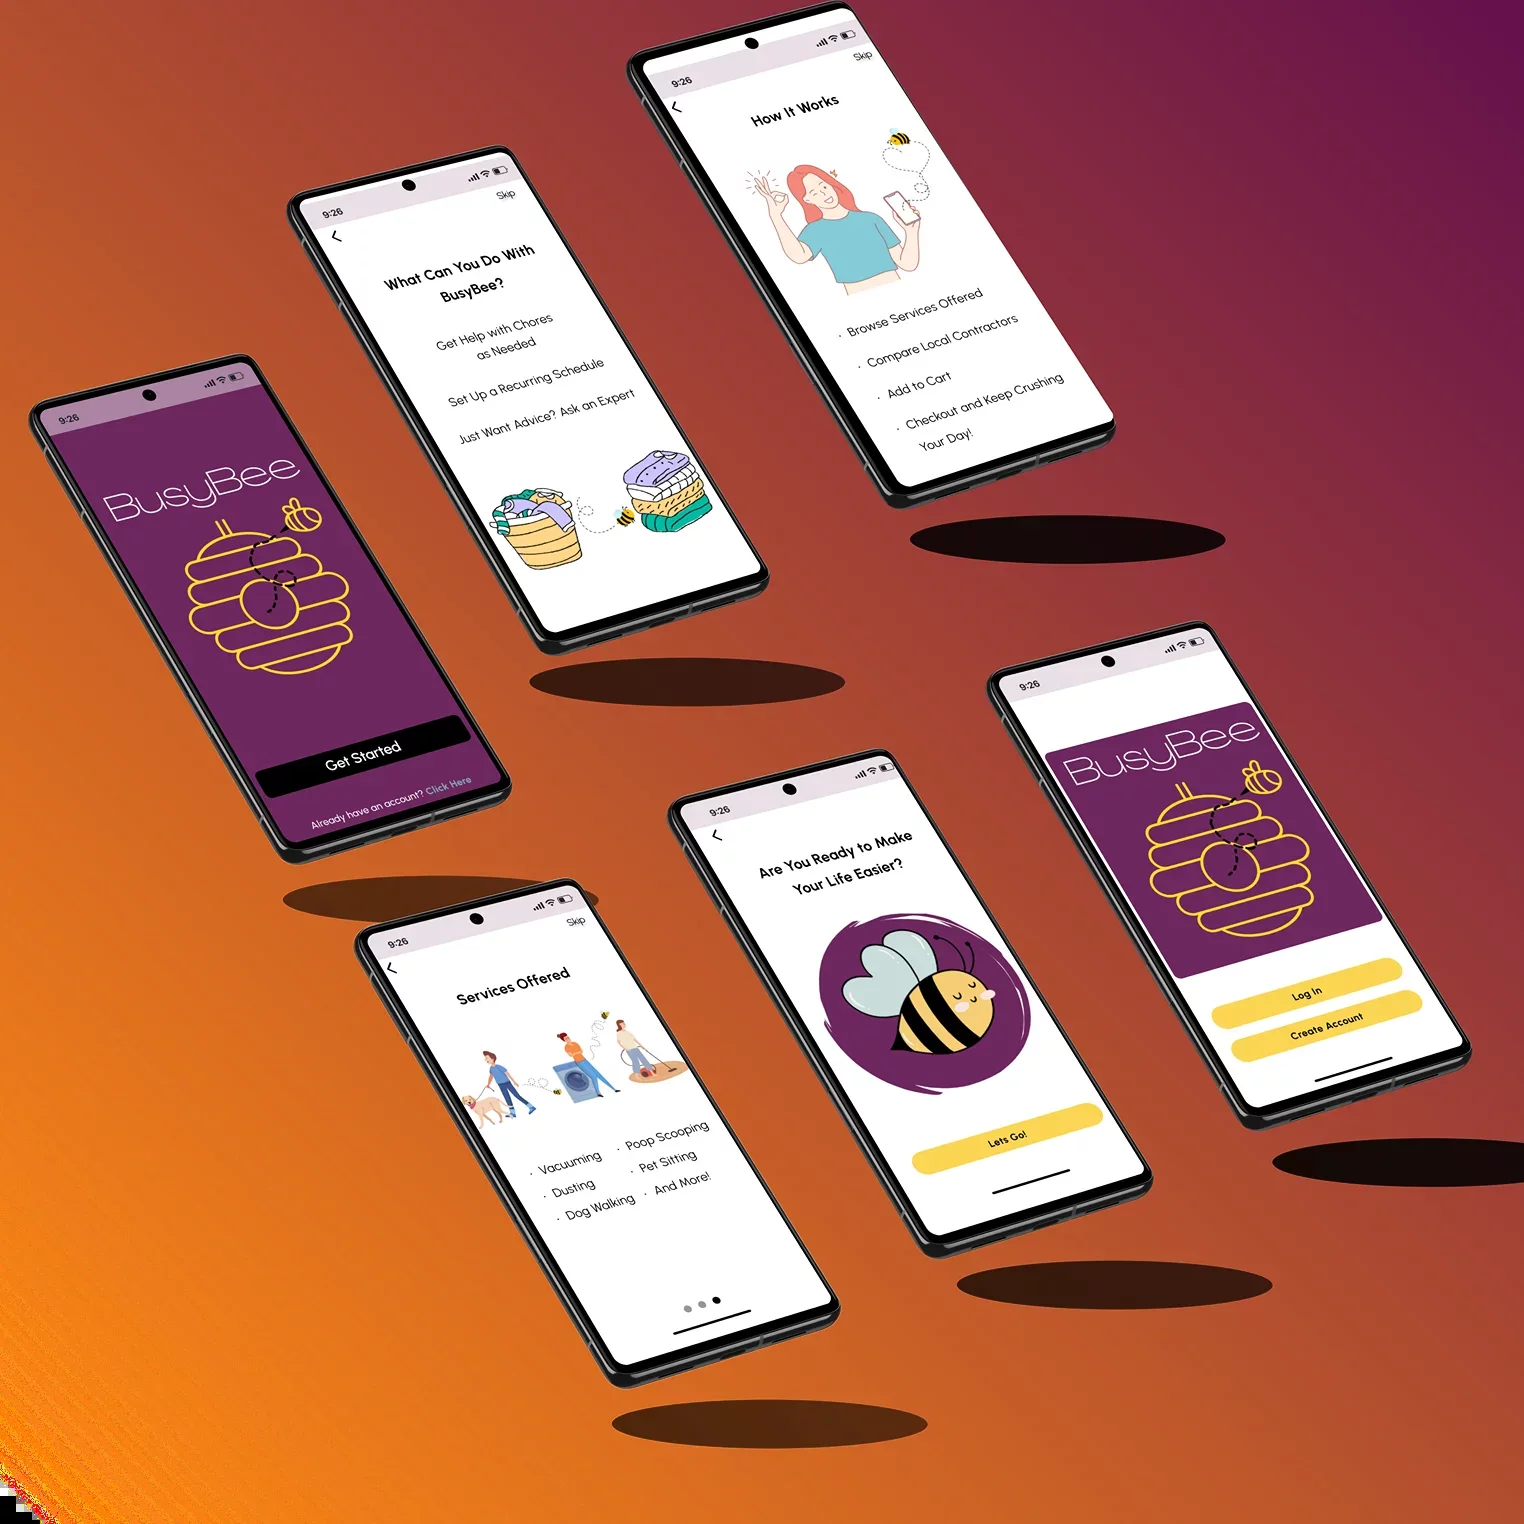 9:26
BusyBee
Get Started
Already have an account? Click Here
9:26
Skip
What Can You Do With
BusyBee?
Get Help with Chores
as Needed
Set Up a Recurring Schedule
Just Want Advice? Ask an Expert
9:26
Skip
How It Works
· Browse Services Offered
· Compare Local Contractors
· Add to Cart
· Checkout and Keep Crushing
Your Day!
9:26
Skip
Services Offered
· Vacuuming
· Dusting
· Dog Walking
· Poop Scooping
· Pet Sitting
· And More!
9:26
Are You Ready to Make
Your Life Easier?
Lets Go!
9:26
BusyBee
Log In
Create Account